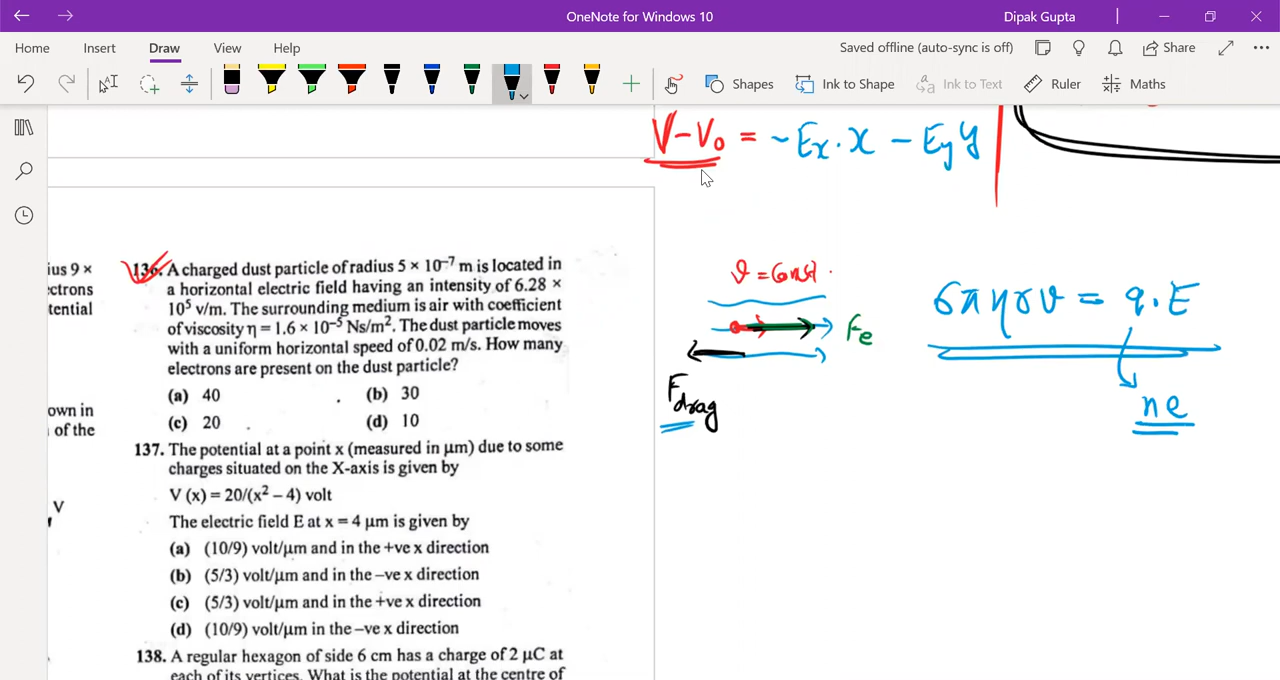 OneNote for Windows 10
Dipak Gupta
Home Insert Draw View Help
Saved offline (auto-sync is off)
Share
Shapes Ink to Shape Ink to Text Ruler Maths
V-V₀ = -Ex·x - Ey y
ius 9 ×
ectrons
tential
own in
of the
V
136. A charged dust particle of radius 5 × 10⁻⁷ m is located in
a horizontal electric field having an intensity of 6.28 ×
10⁵ v/m. The surrounding medium is air with coefficient
of viscosity η = 1.6 × 10⁻⁵ Ns/m². The dust particle moves
with a uniform horizontal speed of 0.02 m/s. How many
electrons are present on the dust particle?
(a) 40 (b) 30
(c) 20 (d) 10
137. The potential at a point x (measured in μm) due to some
charges situated on the X-axis is given by
V (x) = 20/(x² – 4) volt
The electric field E at x = 4 μm is given by
(a) (10/9) volt/μm and in the +ve x direction
(b) (5/3) volt/μm and in the –ve x direction
(c) (5/3) volt/μm and in the +ve x direction
(d) (10/9) volt/μm in the –ve x direction
138. A regular hexagon of side 6 cm has a charge of 2 μC at
each of its vertices. What is the potential at the centre of
v = Const.
Fe
Fdrag
6πηrv = q.E
ne